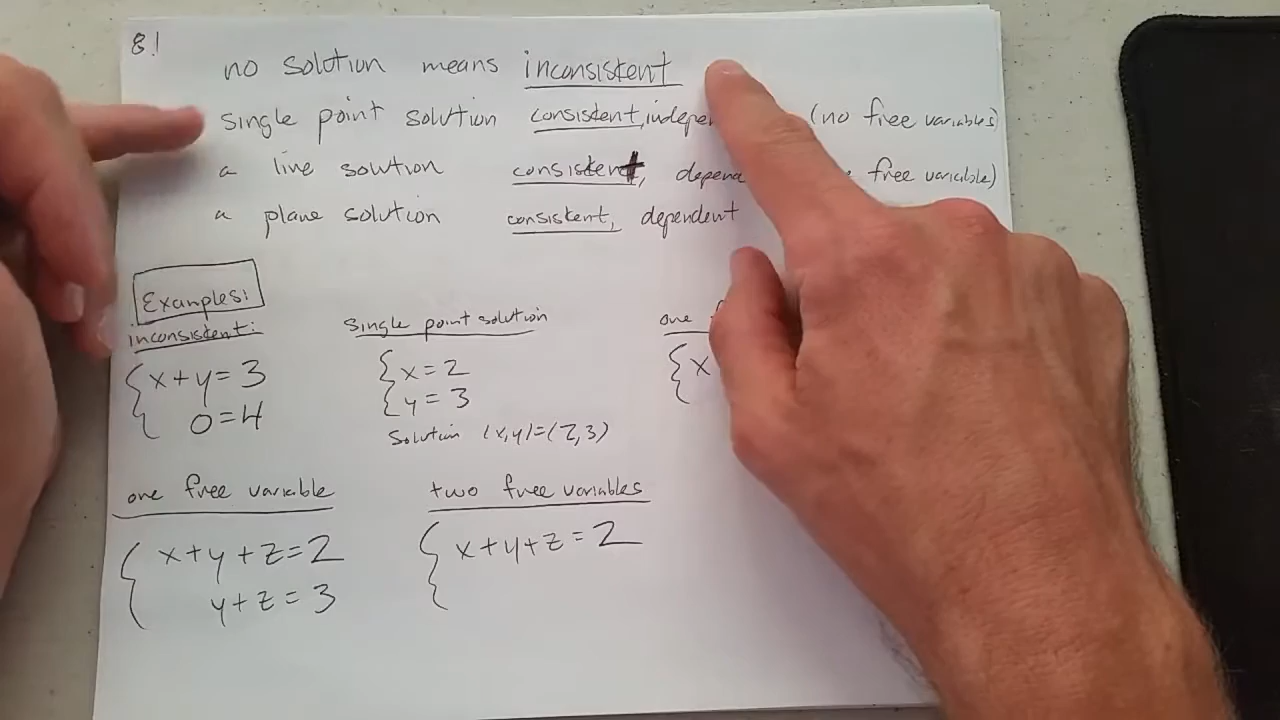 8.1
no solution means inconsistent
single point solution consistent, (no free variables)
a line solution consistent, free variable)
a plane solution consistent, dependent
Examples:
inconsistent:
x+y=3
0=4
single point solution
x=2
y=3
Solution (x,y)=(2,3)
one
x
one free variable
x+y+z=2
y+z=3
two free variables
x+y+z=2